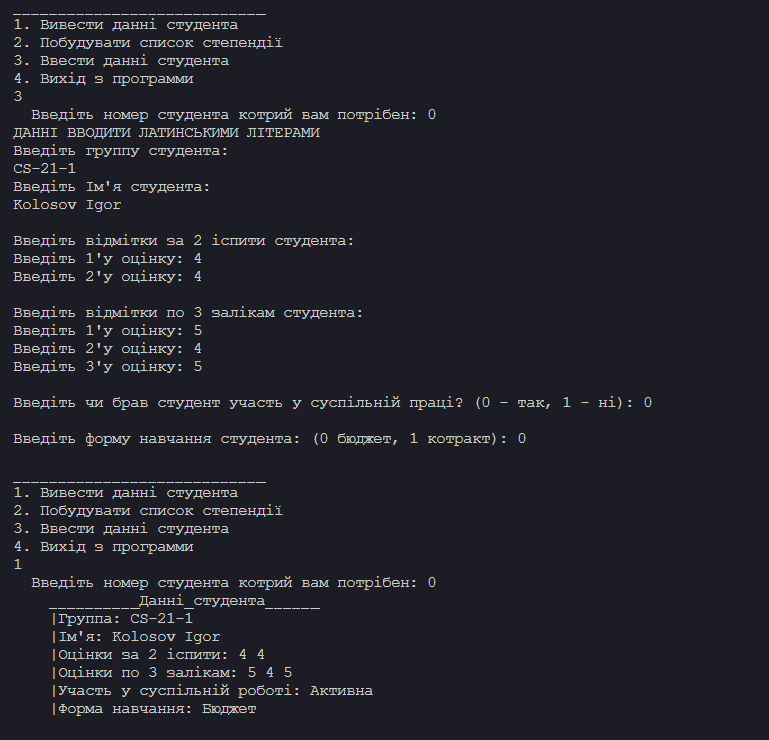 ____________________________
1. Вивести данні студента
2. Побудувати список степендії
3. Ввести данні студента
4. Вихід з программи
3
  Введіть номер студента котрий вам потрібен: 0
ДАННІ ВВОДИТИ ЛАТИНСЬКИМИ ЛІТЕРАМИ
Введіть группу студента:
CS-21-1
Введіть Ім'я студента:
Kolosov Igor

Введіть відмітки за 2 іспити студента:
Введіть 1'у оцінку: 4
Введіть 2'у оцінку: 4

Введіть відмітки по 3 залікам студента:
Введіть 1'у оцінку: 5
Введіть 2'у оцінку: 4
Введіть 3'у оцінку: 5

Введіть чи брав студент участь у суспільній праці? (0 - так, 1 - ні): 0

Введіть форму навчання студента: (0 бюджет, 1 котракт): 0

____________________________
1. Вивести данні студента
2. Побудувати список степендії
3. Ввести данні студента
4. Вихід з программи
1
  Введіть номер студента котрий вам потрібен: 0
    __________Данні_студента______
    |Группа: CS-21-1
    |Ім'я: Kolosov Igor
    |Оцінки за 2 іспити: 4 4
    |Оцінки по 3 залікам: 5 4 5
    |Участь у суспільній роботі: Активна
    |Форма навчання: Бюджет